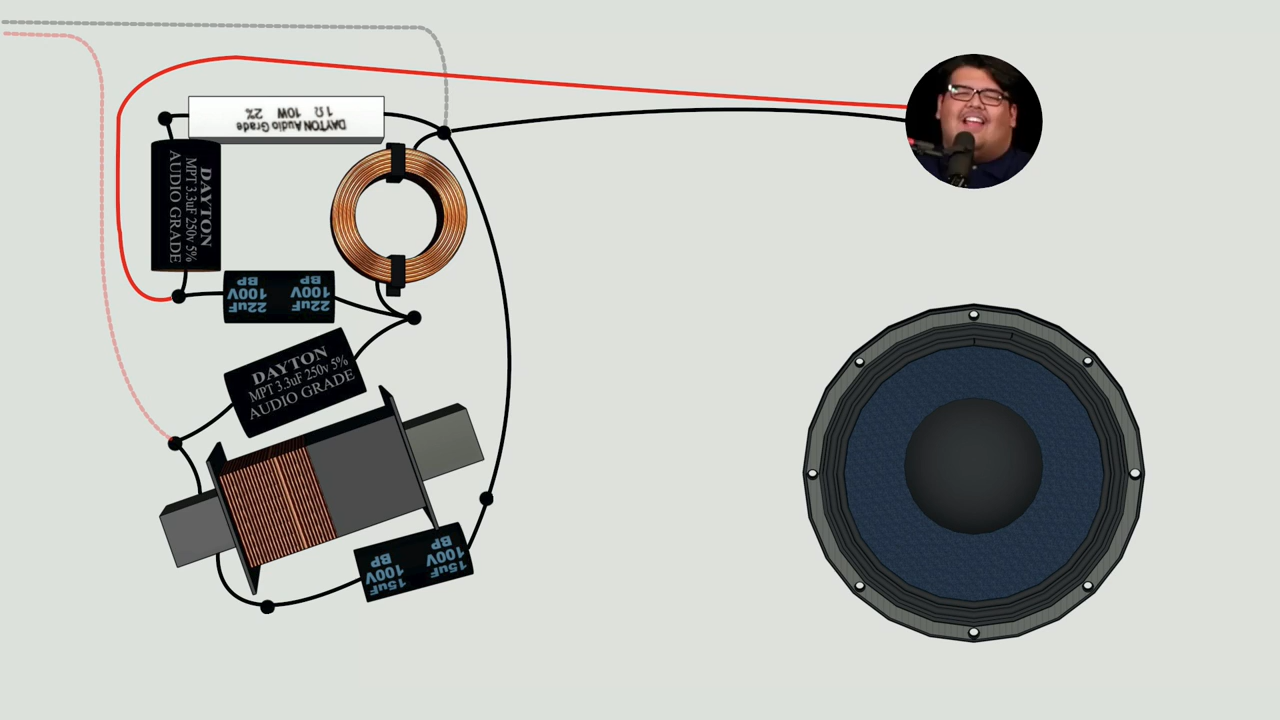 DAYTON Audio Grade
1Ω 10W 2%
DAYTON
MPT 3.3uF 250v 5%
AUDIO GRADE
22uF 22uF
100V 100V
BP BP
DAYTON
MPT 3.3uF 250v 5%
AUDIO GRADE
15uF 15uF
100V 100V
BP BP